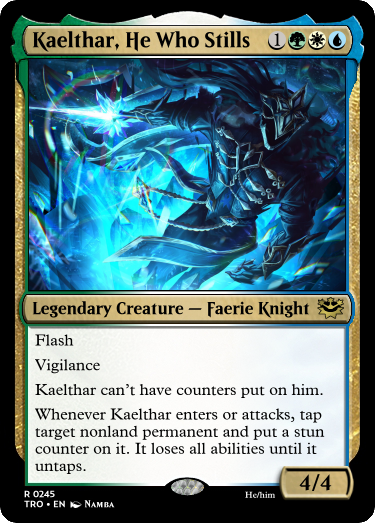 Kaelthar, He Who Stills 1
Legendary Creature — Faerie Knight
Flash
Vigilance
Kaelthar can't have counters put on him.
Whenever Kaelthar enters or attacks, tap
target nonland permanent and put a stun
counter on it. It loses all abilities until it
untaps.
4/4
R 0245
TRO • EN Namba
He/him